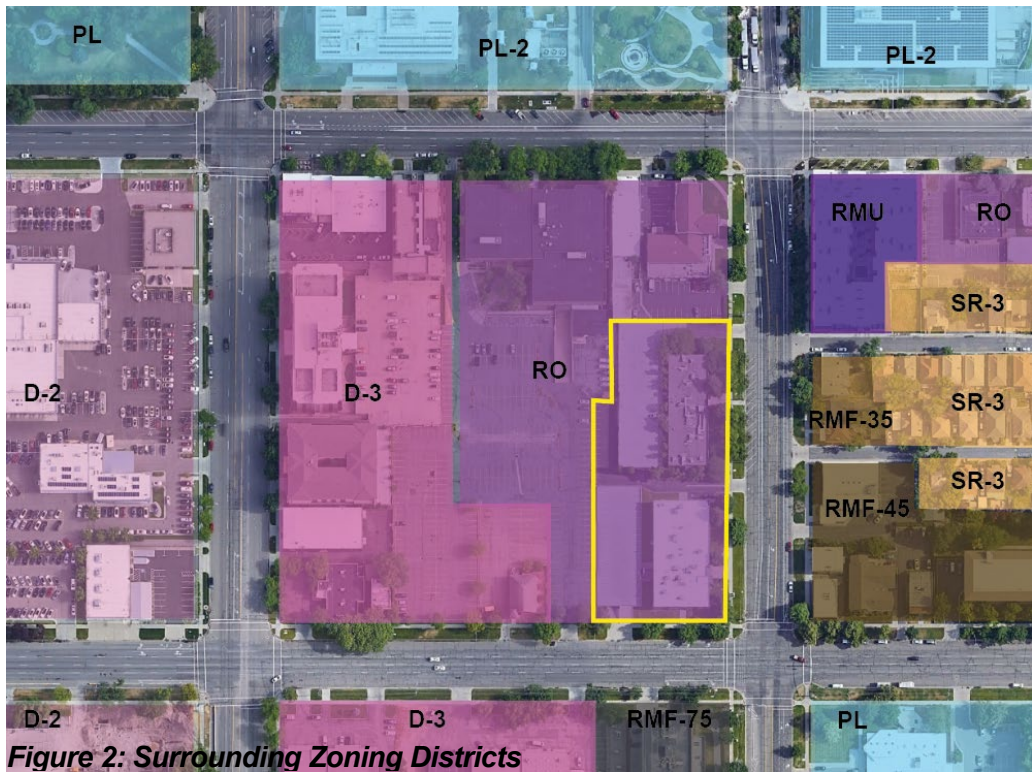 PL
PL-2
PL-2
RMU
RO
SR-3
D-2
D-3
RO
RMF-35
SR-3
RMF-45
SR-3
D-2
D-3
RMF-75
PL
Figure 2: Surrounding Zoning Districts